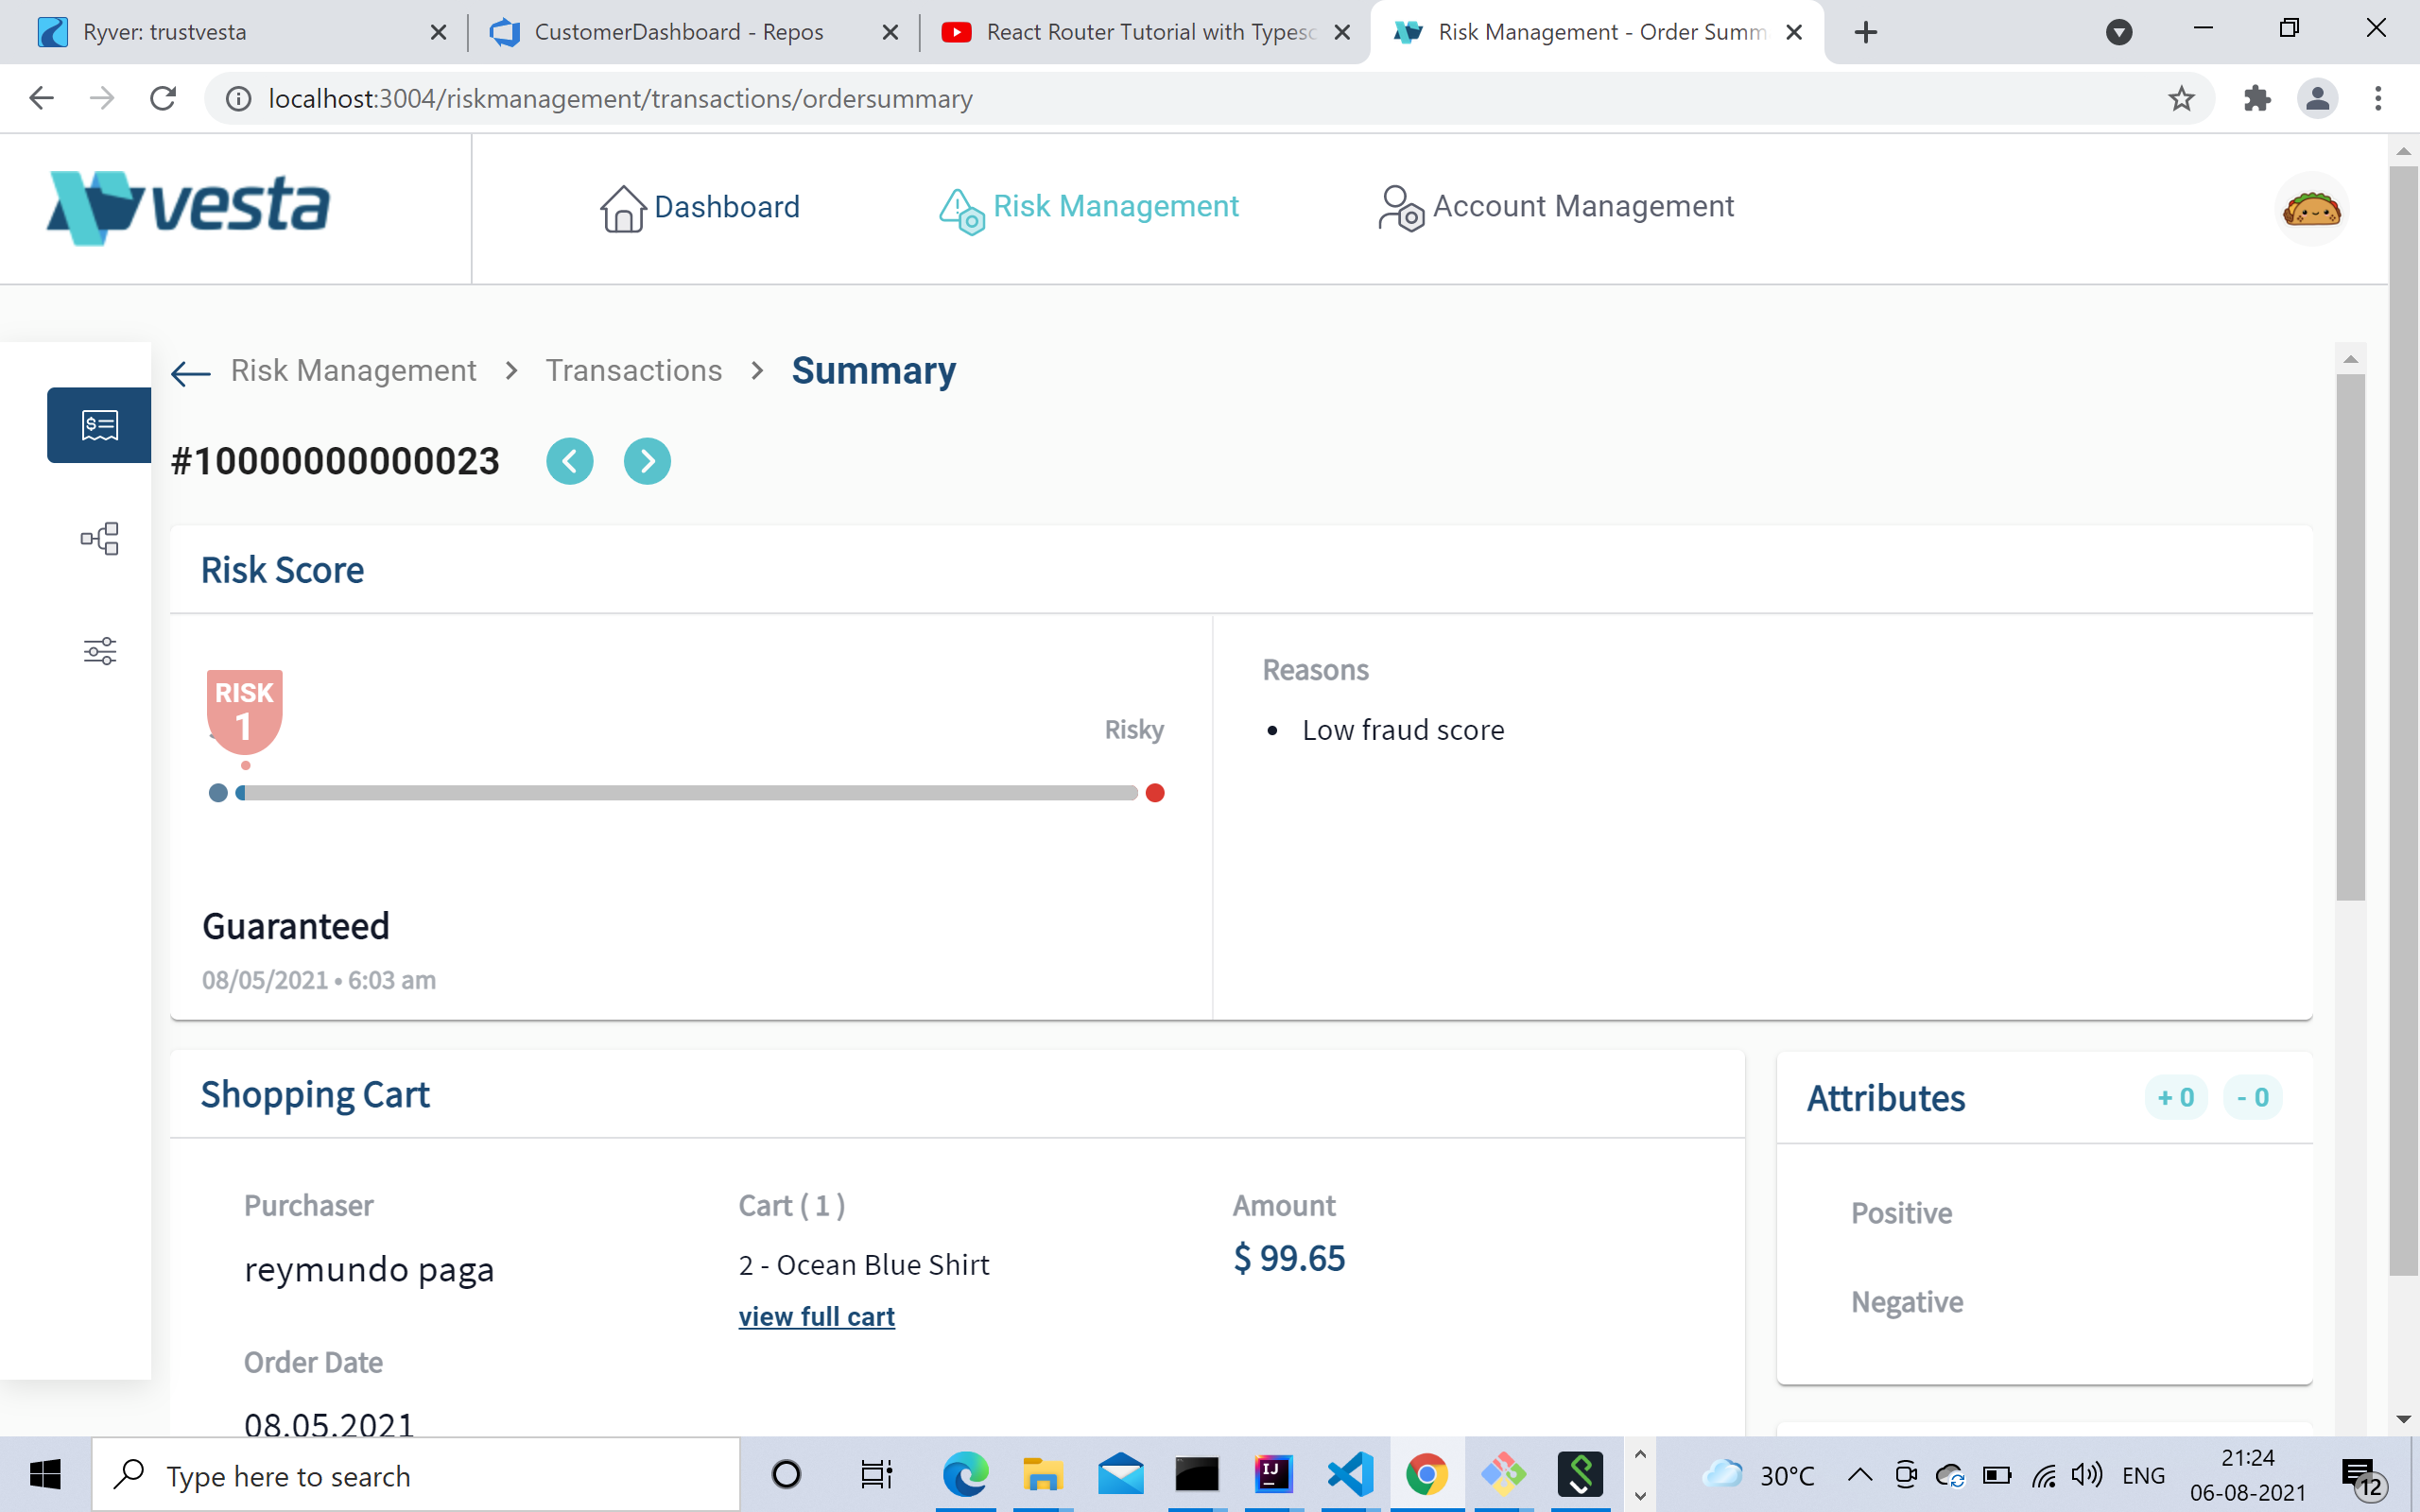 Ryver: trustvesta
CustomerDashboard - Repos
React Router Tutorial with Typesc
Risk Management - Order Summ
localhost:3004/riskmanagement/transactions/ordersummary
vesta
Dashboard
Risk Management
Account Management
Risk Management > Transactions > Summary
#10000000000023
Risk Score
RISK
1
Risky
Reasons
• Low fraud score
Guaranteed
08/05/2021 • 6:03 am
Shopping Cart
Attributes
+ 0
- 0
Purchaser
Cart ( 1 )
Amount
reymundo paga
2 - Ocean Blue Shirt
$ 99.65
view full cart
Positive
Negative
Order Date
08.05.2021
Type here to search
IJ
30°C
ENG
21:24
06-08-2021
12